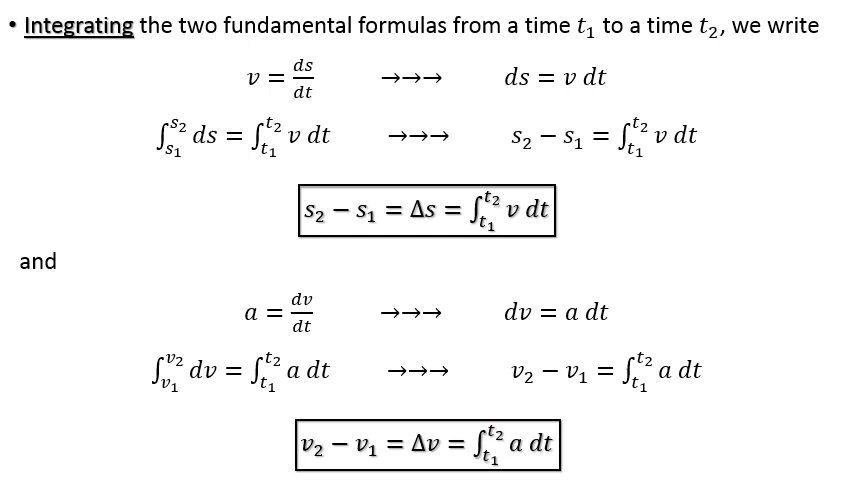 • Integrating the two fundamental formulas from a time t₁ to a time t₂, we write
v = ds/dt →→→ ds = v dt
∫ₛ₁^s₂ ds = ∫ₜ₁^t₂ v dt →→→ s₂ − s₁ = ∫ₜ₁^t₂ v dt
s₂ − s₁ = Δs = ∫ₜ₁^t₂ v dt
and
a = dv/dt →→→ dv = a dt
∫ᵥ₁^v₂ dv = ∫ₜ₁^t₂ a dt →→→ v₂ − v₁ = ∫ₜ₁^t₂ a dt
v₂ − v₁ = Δv = ∫ₜ₁^t₂ a dt